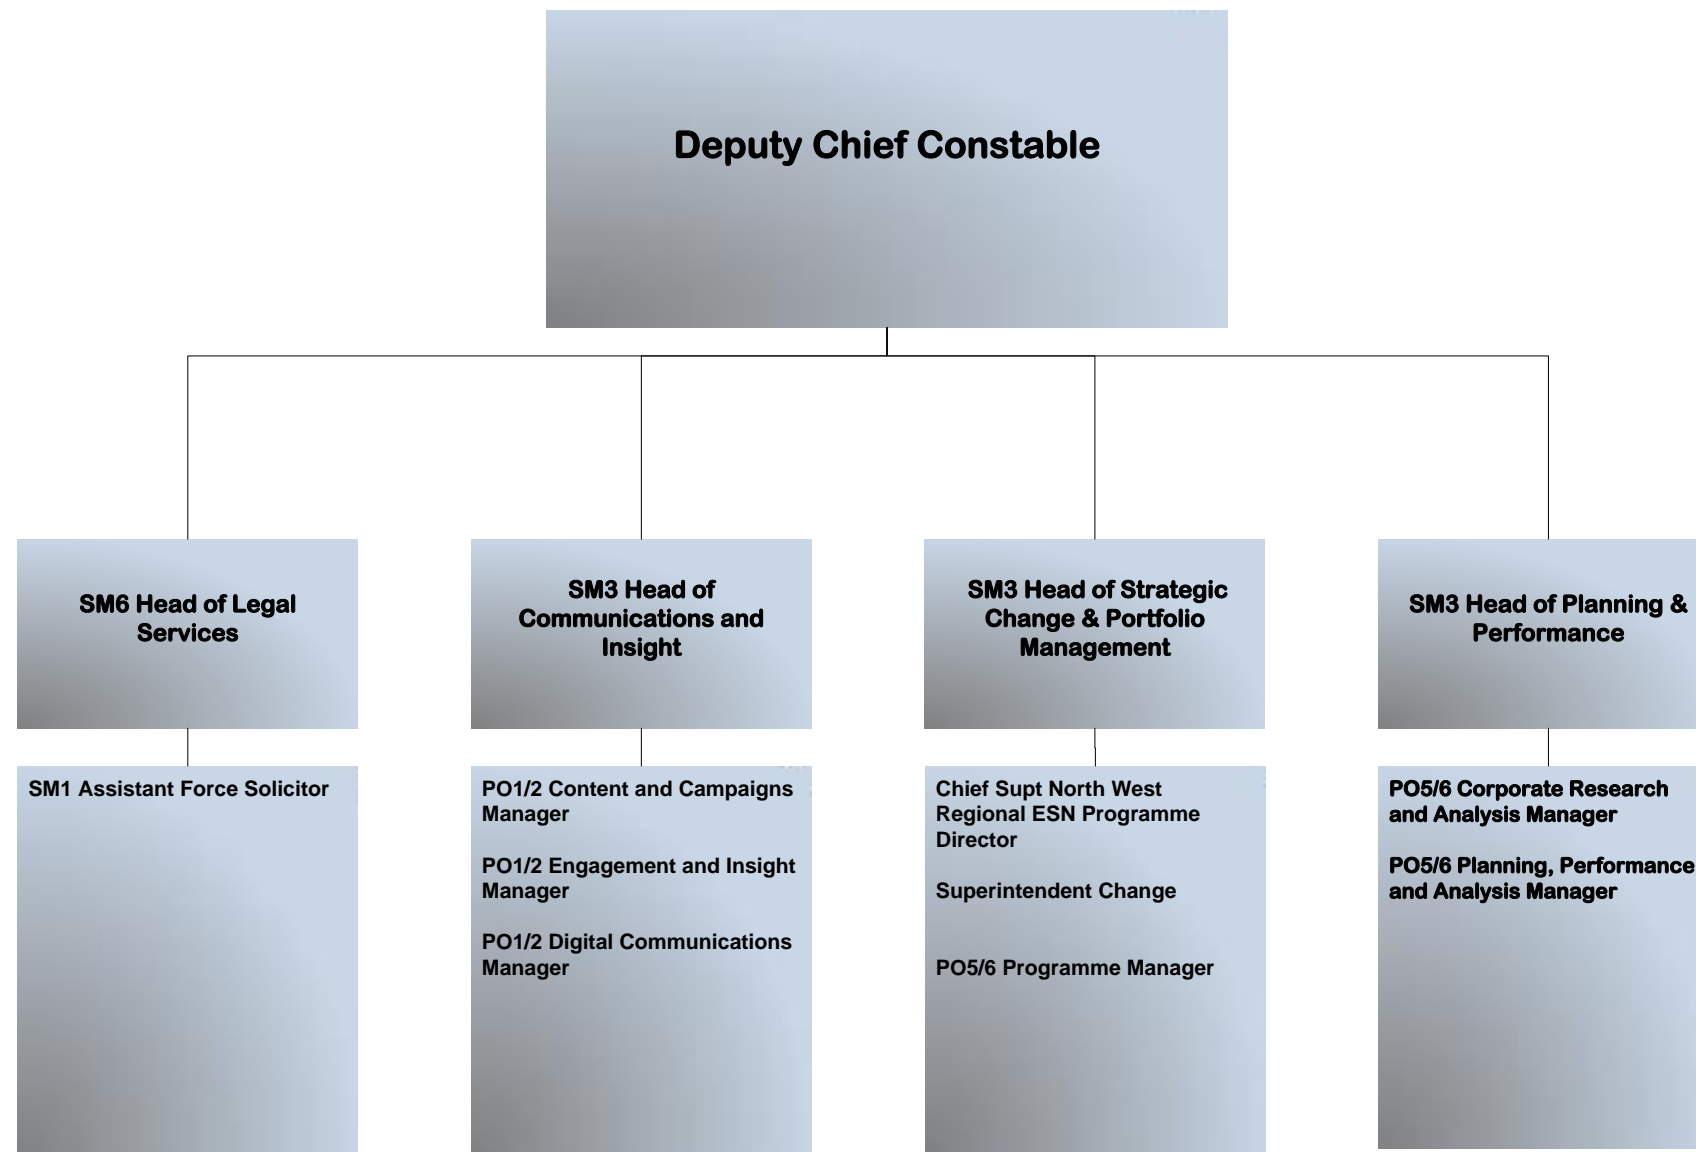 Deputy Chief Constable
SM6 Head of Legal
Services
SM3 Head of
Communications and
Insight
SM3 Head of Strategic
Change & Portfolio
Management
SM3 Head of Planning &
Performance
SM1 Assistant Force Solicitor
PO1/2 Content and Campaigns
Manager
PO1/2 Engagement and Insight
Manager
PO1/2 Digital Communications
Manager
Chief Supt North West
Regional ESN Programme
Director
Superintendent Change
PO5/6 Programme Manager
PO5/6 Corporate Research
and Analysis Manager
PO5/6 Planning, Performance
and Analysis Manager